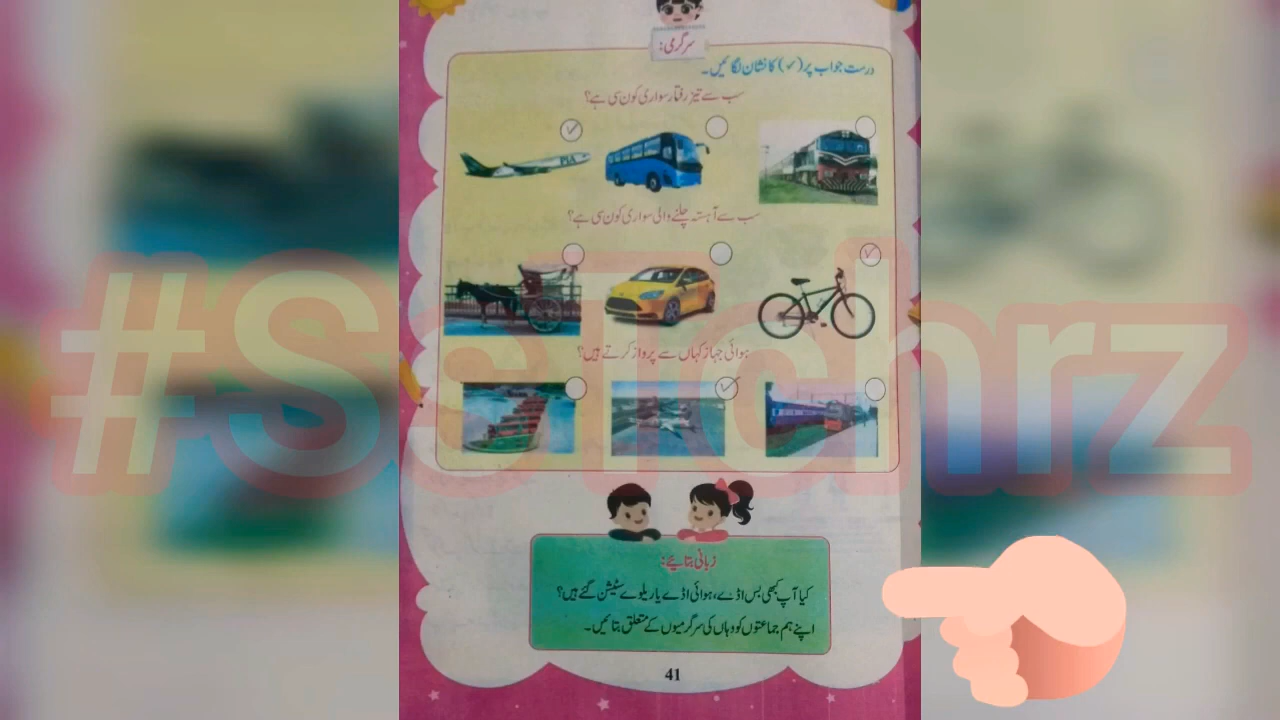 سرگرمی:
درست جواب پر (✓) کا نشان لگائیں۔
سب سے تیز رفتار سواری کون سی ہے؟
PIA
سب سے آہستہ چلنے والی سواری کون سی ہے؟
ہوائی جہاز کہاں سے پرواز کرتے ہیں؟
#SsTchrz
زبانی بتایئے:
کیا آپ کبھی بس اڈے، ہوائی اڈے یا ریلوے سٹیشن گئے ہیں؟
اپنے ہم جماعتوں کو وہاں کی سرگرمیوں کے متعلق بتائیں۔
41